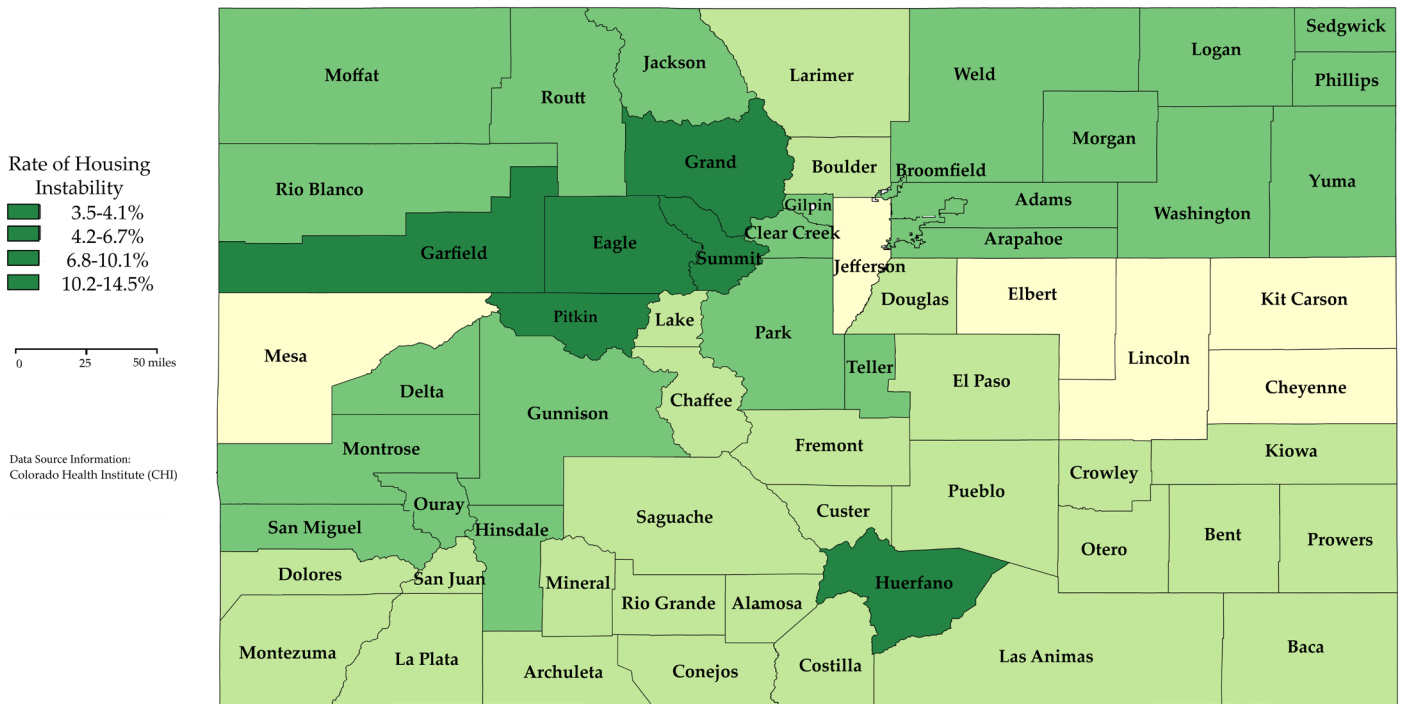 Rate of Housing
Instability
3.5-4.1%
4.2-6.7%
6.8-10.1%
10.2-14.5%
0 25 50 miles
Data Source Information:
Colorado Health Institute (CHI)
Moffat
Routt
Jackson
Larimer
Weld
Logan
Sedgwick
Phillips
Morgan
Grand
Boulder
Broomfield
Rio Blanco
Yuma
Gilpin
Adams
Washington
Clear Creek
Arapahoe
Garfield
Eagle
Summit
Jefferson
Douglas
Elbert
Kit Carson
Pitkin
Lake
Park
Mesa
Lincoln
Teller
El Paso
Cheyenne
Delta
Chaffee
Gunnison
Fremont
Montrose
Kiowa
Crowley
Pueblo
Ouray
Custer
Saguache
San Miguel
Hinsdale
Bent
Prowers
Otero
Dolores
San Juan
Mineral
Huerfano
Rio Grande
Alamosa
Montezuma
La Plata
Archuleta
Conejos
Costilla
Las Animas
Baca